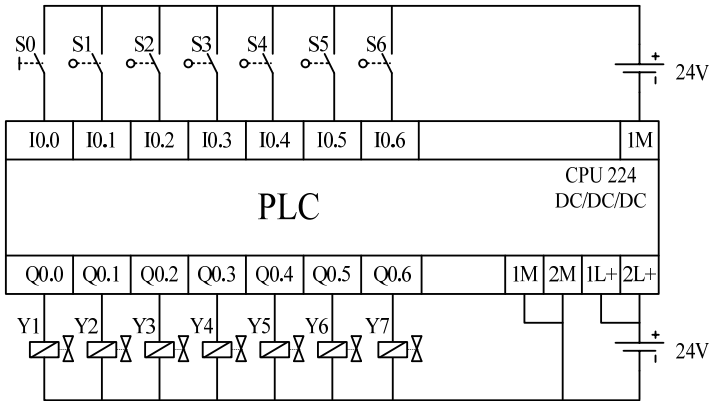 S0 S1 S2 S3 S4 S5 S6
+
24V
-
I0.0 I0.1 I0.2 I0.3 I0.4 I0.5 I0.6 1M
CPU 224
PLC DC/DC/DC
Q0.0 Q0.1 Q0.2 Q0.3 Q0.4 Q0.5 Q0.6 1M 2M 1L+ 2L+
Y1 Y2 Y3 Y4 Y5 Y6 Y7
+
24V
-